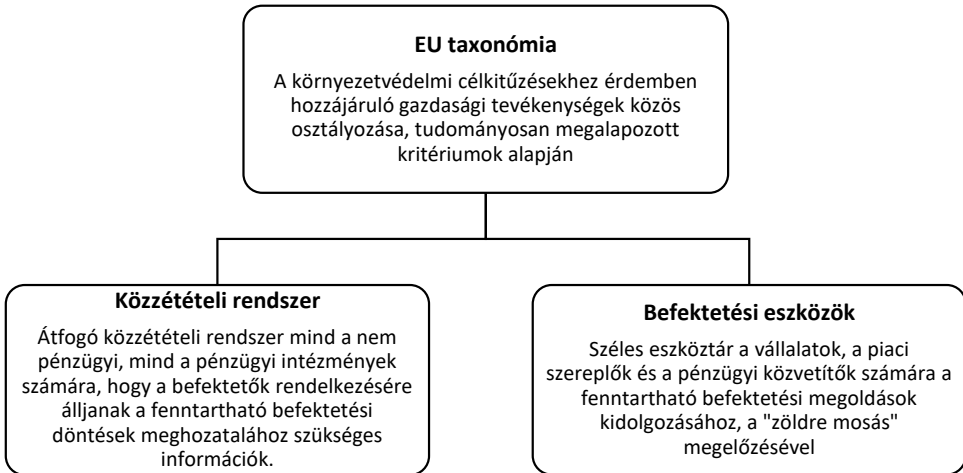 EU taxonómia
A környezetvédelmi célkitűzésekhez érdemben
hozzájáruló gazdasági tevékenységek közös
osztályozása, tudományosan megalapozott
kritériumok alapján
Közzétételi rendszer
Átfogó közzétételi rendszer mind a nem
pénzügyi, mind a pénzügyi intézmények
számára, hogy a befektetők rendelkezésére
álljanak a fenntartható befektetési
döntések meghozatalához szükséges
információk.
Befektetési eszközök
Széles eszköztár a vállalatok, a piaci
szereplők és a pénzügyi közvetítők számára a
fenntartható befektetési megoldások
kidolgozásához, a "zöldre mosás"
megelőzésével